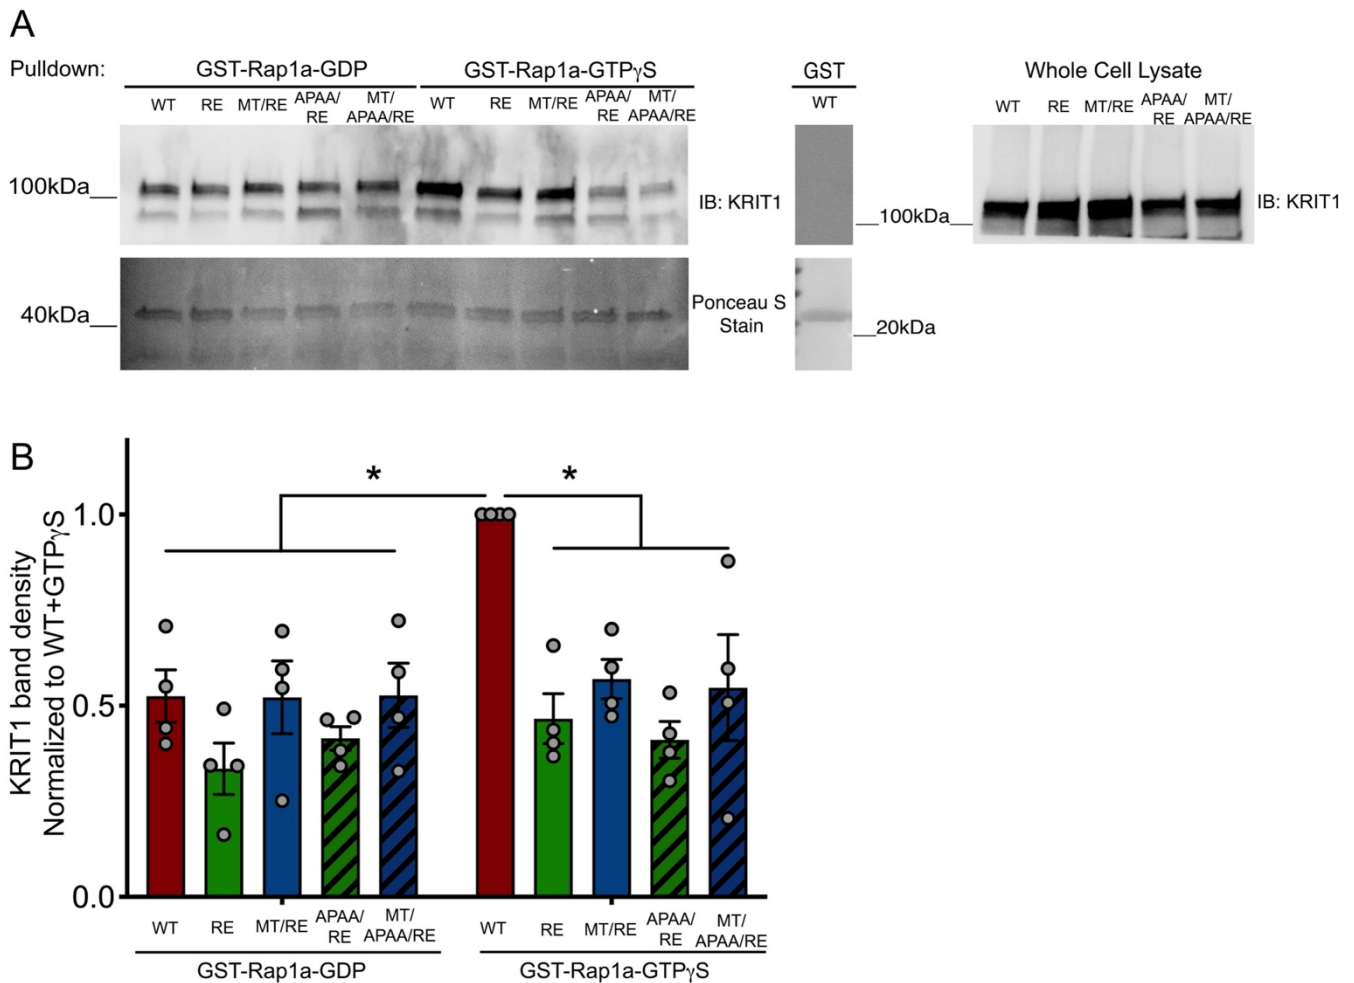 A
Pulldown: GST-Rap1a-GDP GST-Rap1a-GTPγS GST Whole Cell Lysate
WT RE MT/RE APAA/RE MT/APAA/RE WT RE MT/RE APAA/RE MT/APAA/RE WT WT RE MT/RE APAA/RE MT/APAA/RE
100kDa IB: KRIT1 100kDa IB: KRIT1
40kDa Ponceau S
Stain 20kDa
B
KRIT1 band density
Normalized to WT+GTPγS
* *
1.0
0.5
0.0
WT RE MT/RE APAA/RE MT/APAA/RE WT RE MT/RE APAA/RE MT/APAA/RE
GST-Rap1a-GDP GST-Rap1a-GTPγS